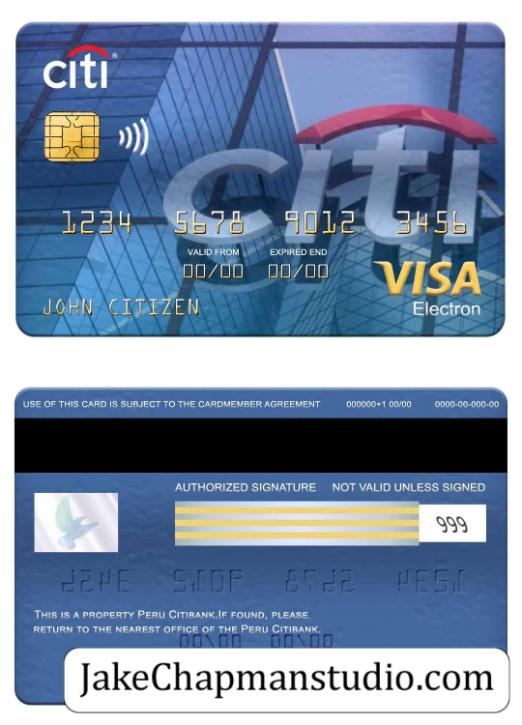 citi®
citi
1234 5678 9012 3456
VALID FROM EXPIRED END
00/00 00/00
JOHN CITIZEN
VISA
Electron
USE OF THIS CARD IS SUBJECT TO THE CARDMEMBER AGREEMENT 000000+1 00/00 0000-00-000-00
AUTHORIZED SIGNATURE NOT VALID UNLESS SIGNED
999
THIS IS A PROPERTY PERU CITIBANK.IF FOUND, PLEASE
RETURN TO THE NEAREST OFFICE OF THE PERU CITIBANK.
JakeChapmanstudio.com